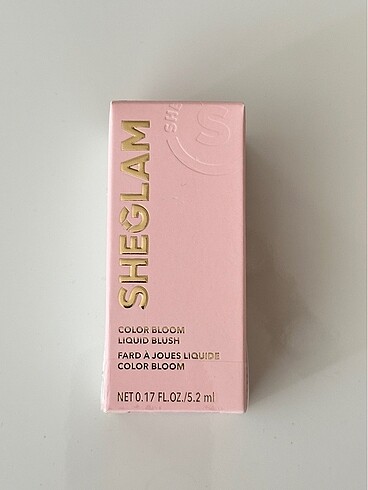 SHEGLAM
COLOR BLOOM
LIQUID BLUSH
FARD À JOUES LIQUIDE
COLOR BLOOM
NET 0.17 FL.OZ./5.2 ml